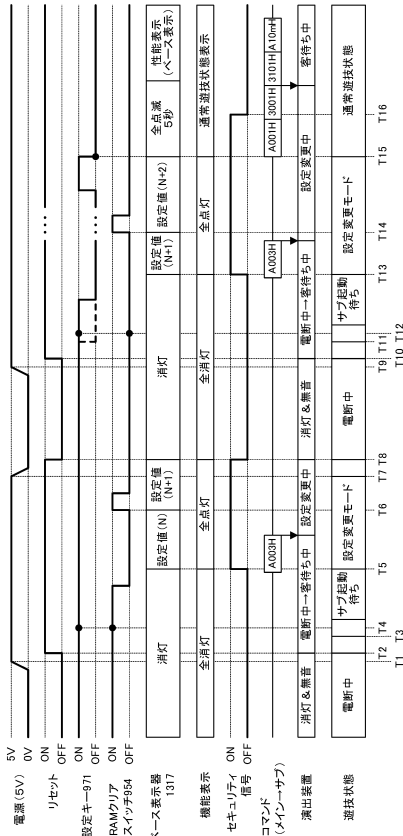 電源(5V)
5V
0V
リセット
ON
OFF
設定キー971
ON
OFF
RAMクリア
スイッチ954
ON
OFF
ベース表示器
1317
消灯
設定値(N)
設定値
(N+1)
消灯
設定値
(N+1)
設定値(N+2)
全点滅
5秒
性能表示
(ベース表示)
機能表示
全消灯
全点灯
全消灯
全点灯
通常遊技状態表示
セキュリティ
信号
ON
OFF
コマンド
(メイン→サブ)
A003H
A003H
A001H
3001H
3101H
A10mH
演出装置
消灯&無音
電断中→客待ち中
設定変更中
消灯&無音
電断中→客待ち中
設定変更中
客待ち中
遊技状態
電断中
サブ起動
待ち
設定変更モード
電断中
サブ起動
待ち
設定変更モード
通常遊技状態
T1
T2
T3
T4
T5
T6
T7
T8
T9
T10
T11
T12
T13
T14
T15
T16